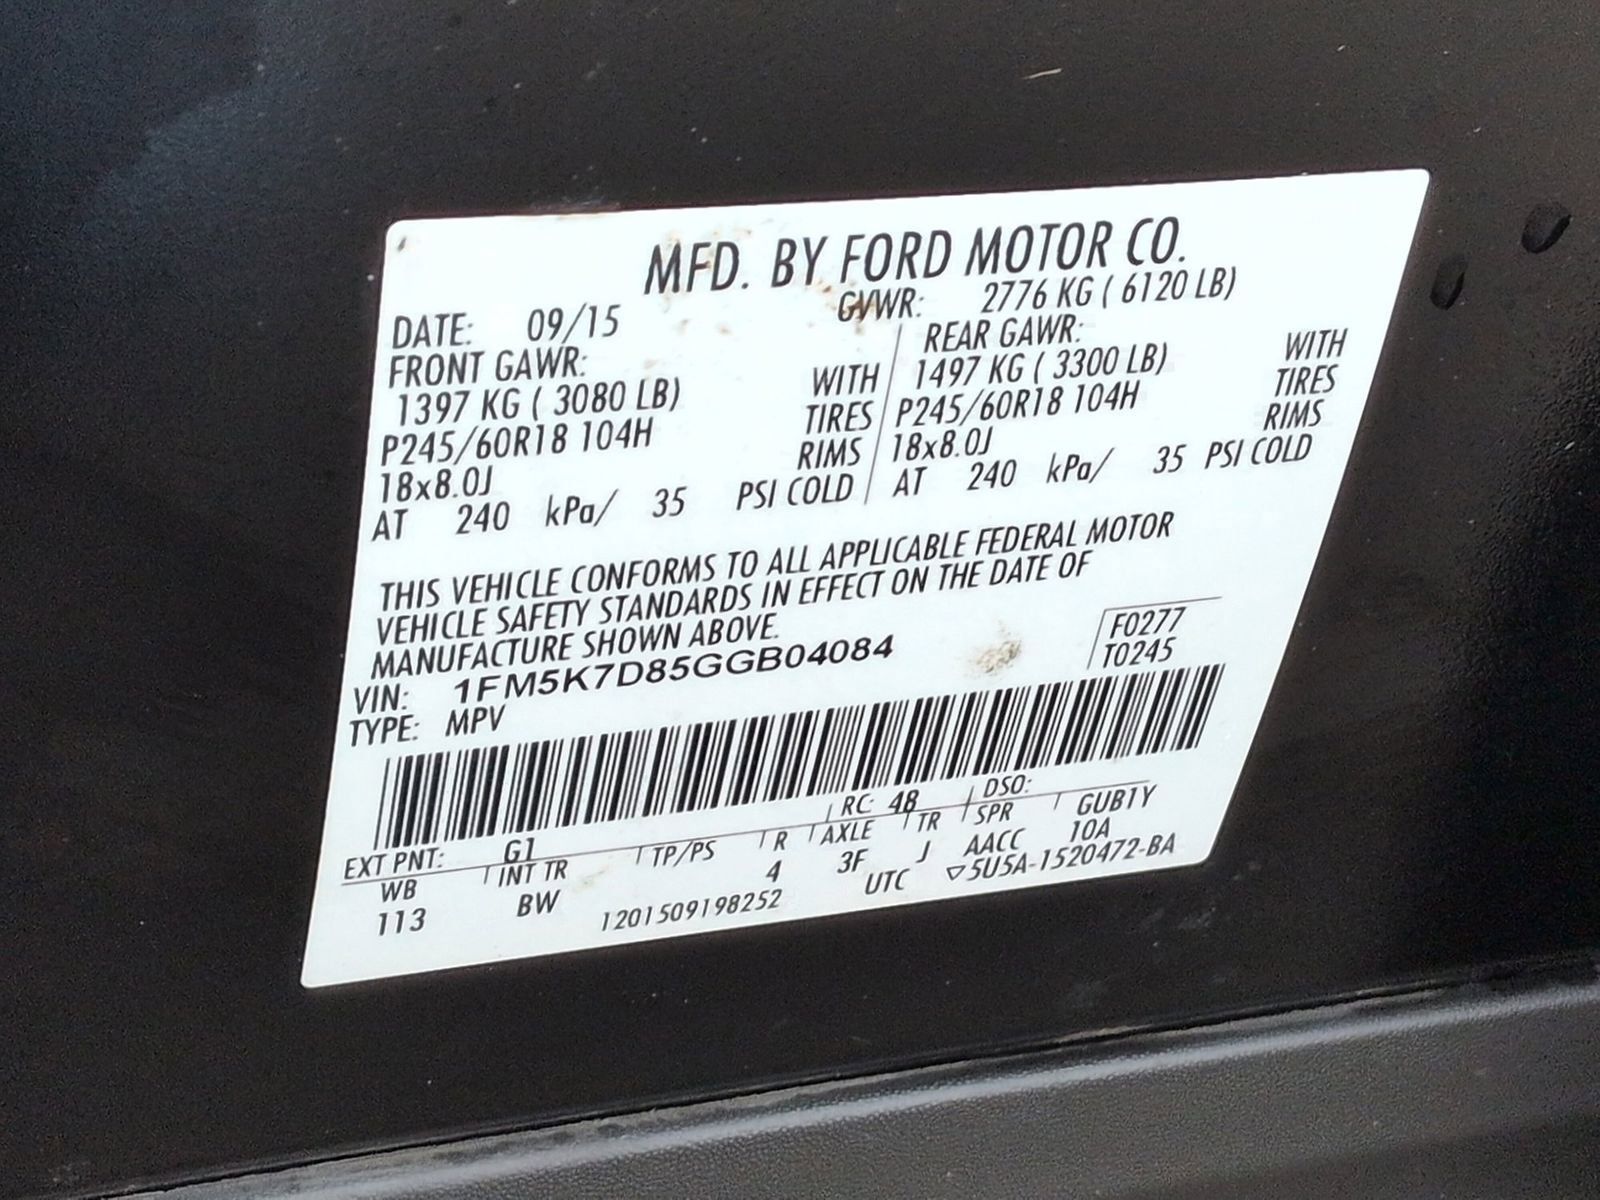 MFD. BY FORD MOTOR CO.
DATE: 09/15 GVWR: 2776 KG ( 6120 LB)
FRONT GAWR: REAR GAWR:
1397 KG ( 3080 LB) WITH 1497 KG ( 3300 LB) WITH
P245/60R18 104H TIRES P245/60R18 104H TIRES
18x8.0J RIMS 18x8.0J RIMS
AT 240 kPa/ 35 PSI COLD AT 240 kPa/ 35 PSI COLD
THIS VEHICLE CONFORMS TO ALL APPLICABLE FEDERAL MOTOR
VEHICLE SAFETY STANDARDS IN EFFECT ON THE DATE OF
MANUFACTURE SHOWN ABOVE.
VIN: 1FM5K7D85GGB04084
TYPE: MPV
F0277
T0245
EXT PNT: G1 RC: 48 DSO:
WB INT TR TP/PS R AXLE TR SPR GUB1Y
113 BW 4 3F J AACC 10A
1201509198252 UTC ▽5U5A-1520472-BA